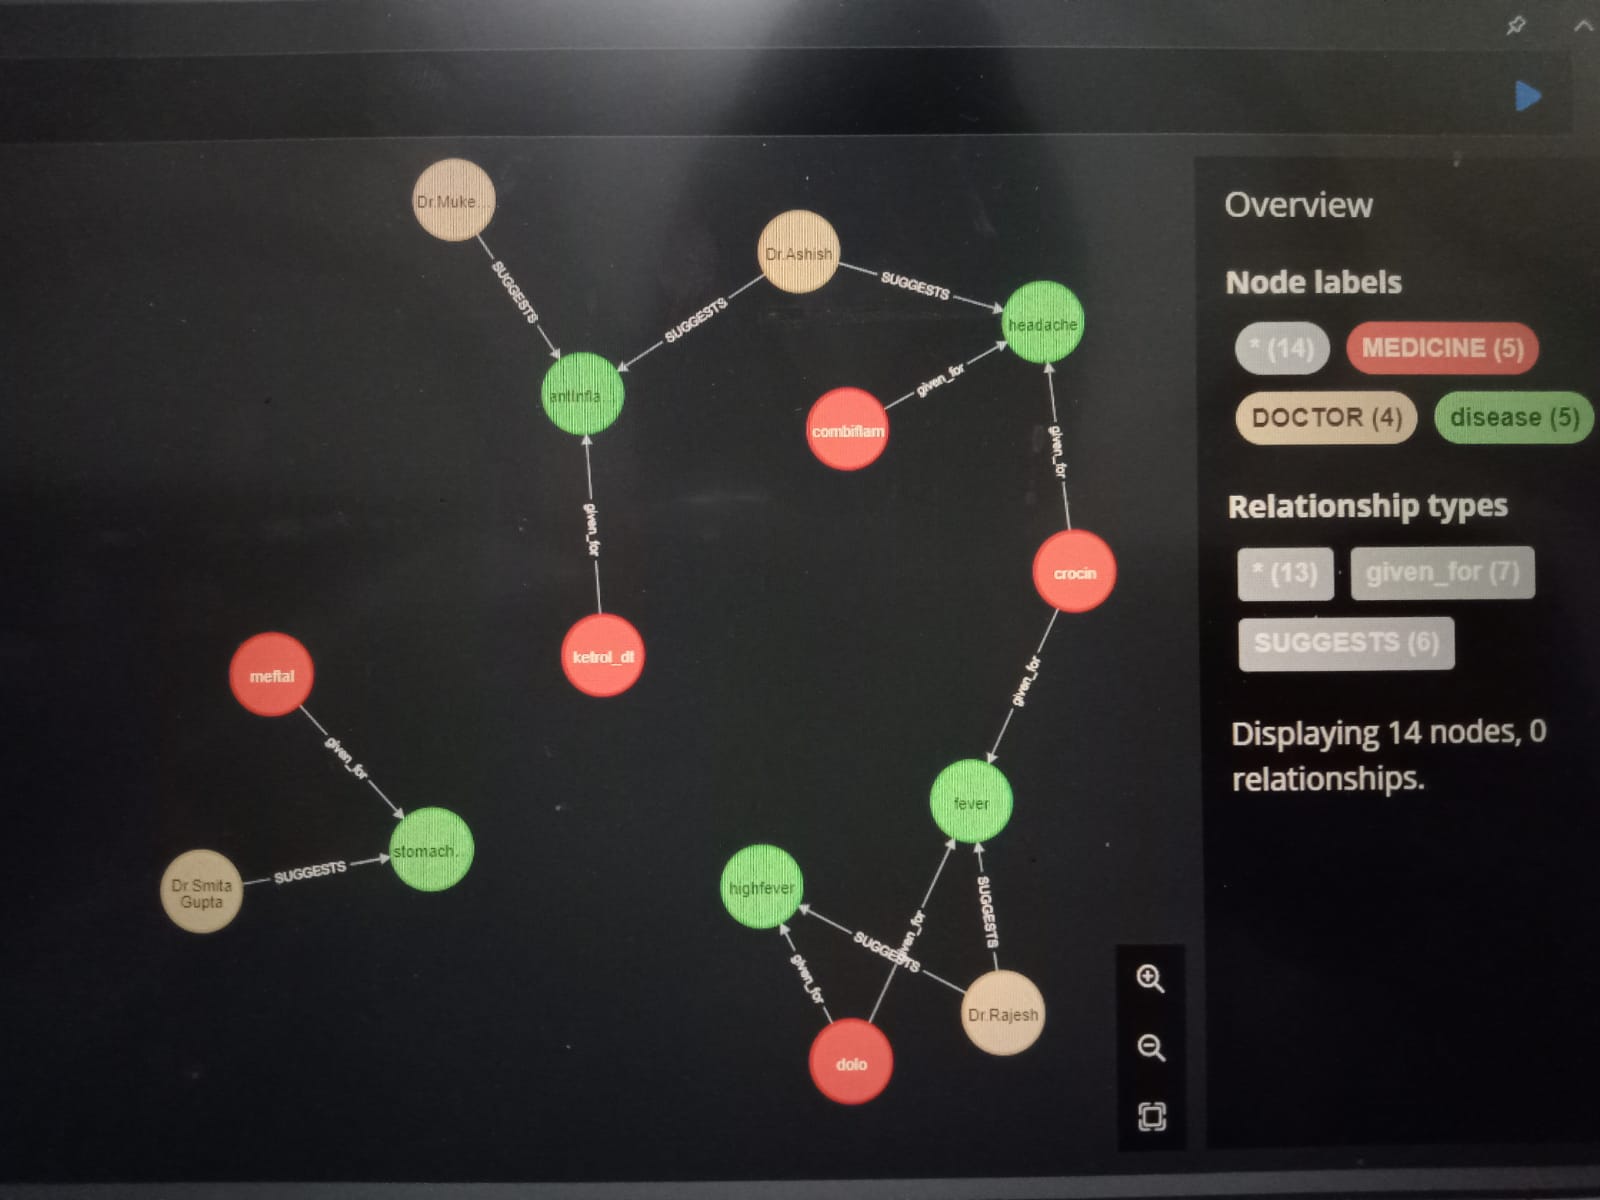 Dr.Muke...
SUGGESTS
Dr.Ashish
SUGGESTS
SUGGESTS
headache
antiinfla...
given_for
combiflam
given_for
given_for
crocin
ketrol_dt
given_for
meftal
given_for
stomach...
SUGGESTS
Dr Smita
Gupta
fever
highfever
SUGGESTS
given_for
SUGGESTS
given_for
Dr.Rajesh
dolo
Overview
Node labels
* (14)
MEDICINE (5)
DOCTOR (4)
disease (5)
Relationship types
* (13)
given_for (7)
SUGGESTS (6)
Displaying 14 nodes, 0
relationships.